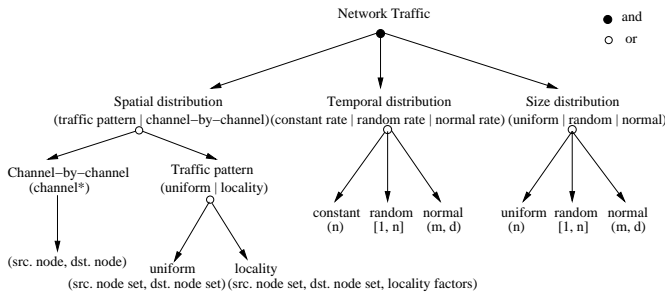 Network Traffic
and
or
Spatial distribution
(traffic pattern | channel-by-channel)
Temporal distribution
(constant rate | random rate | normal rate)
Size distribution
(uniform | random | normal)
Channel-by-channel
(channel*)
Traffic pattern
(uniform | locality)
constant
(n)
random
[1, n]
normal
(m, d)
uniform
(n)
random
[1, n]
normal
(m, d)
(src. node, dst. node)
uniform
(src. node set, dst. node set)
locality
(src. node set, dst. node set, locality factors)